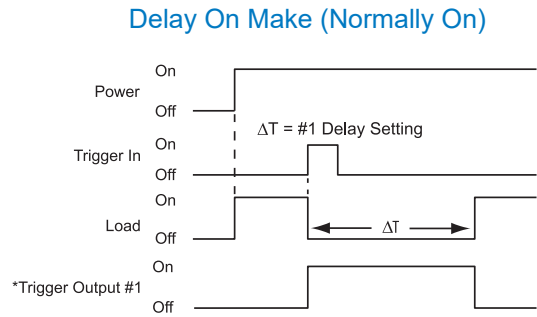 Delay On Make (Normally On)
On
Power
Off
ΔT = #1 Delay Setting
On
Trigger In
Off
On
Load
ΔT
Off
On
*Trigger Output #1
Off